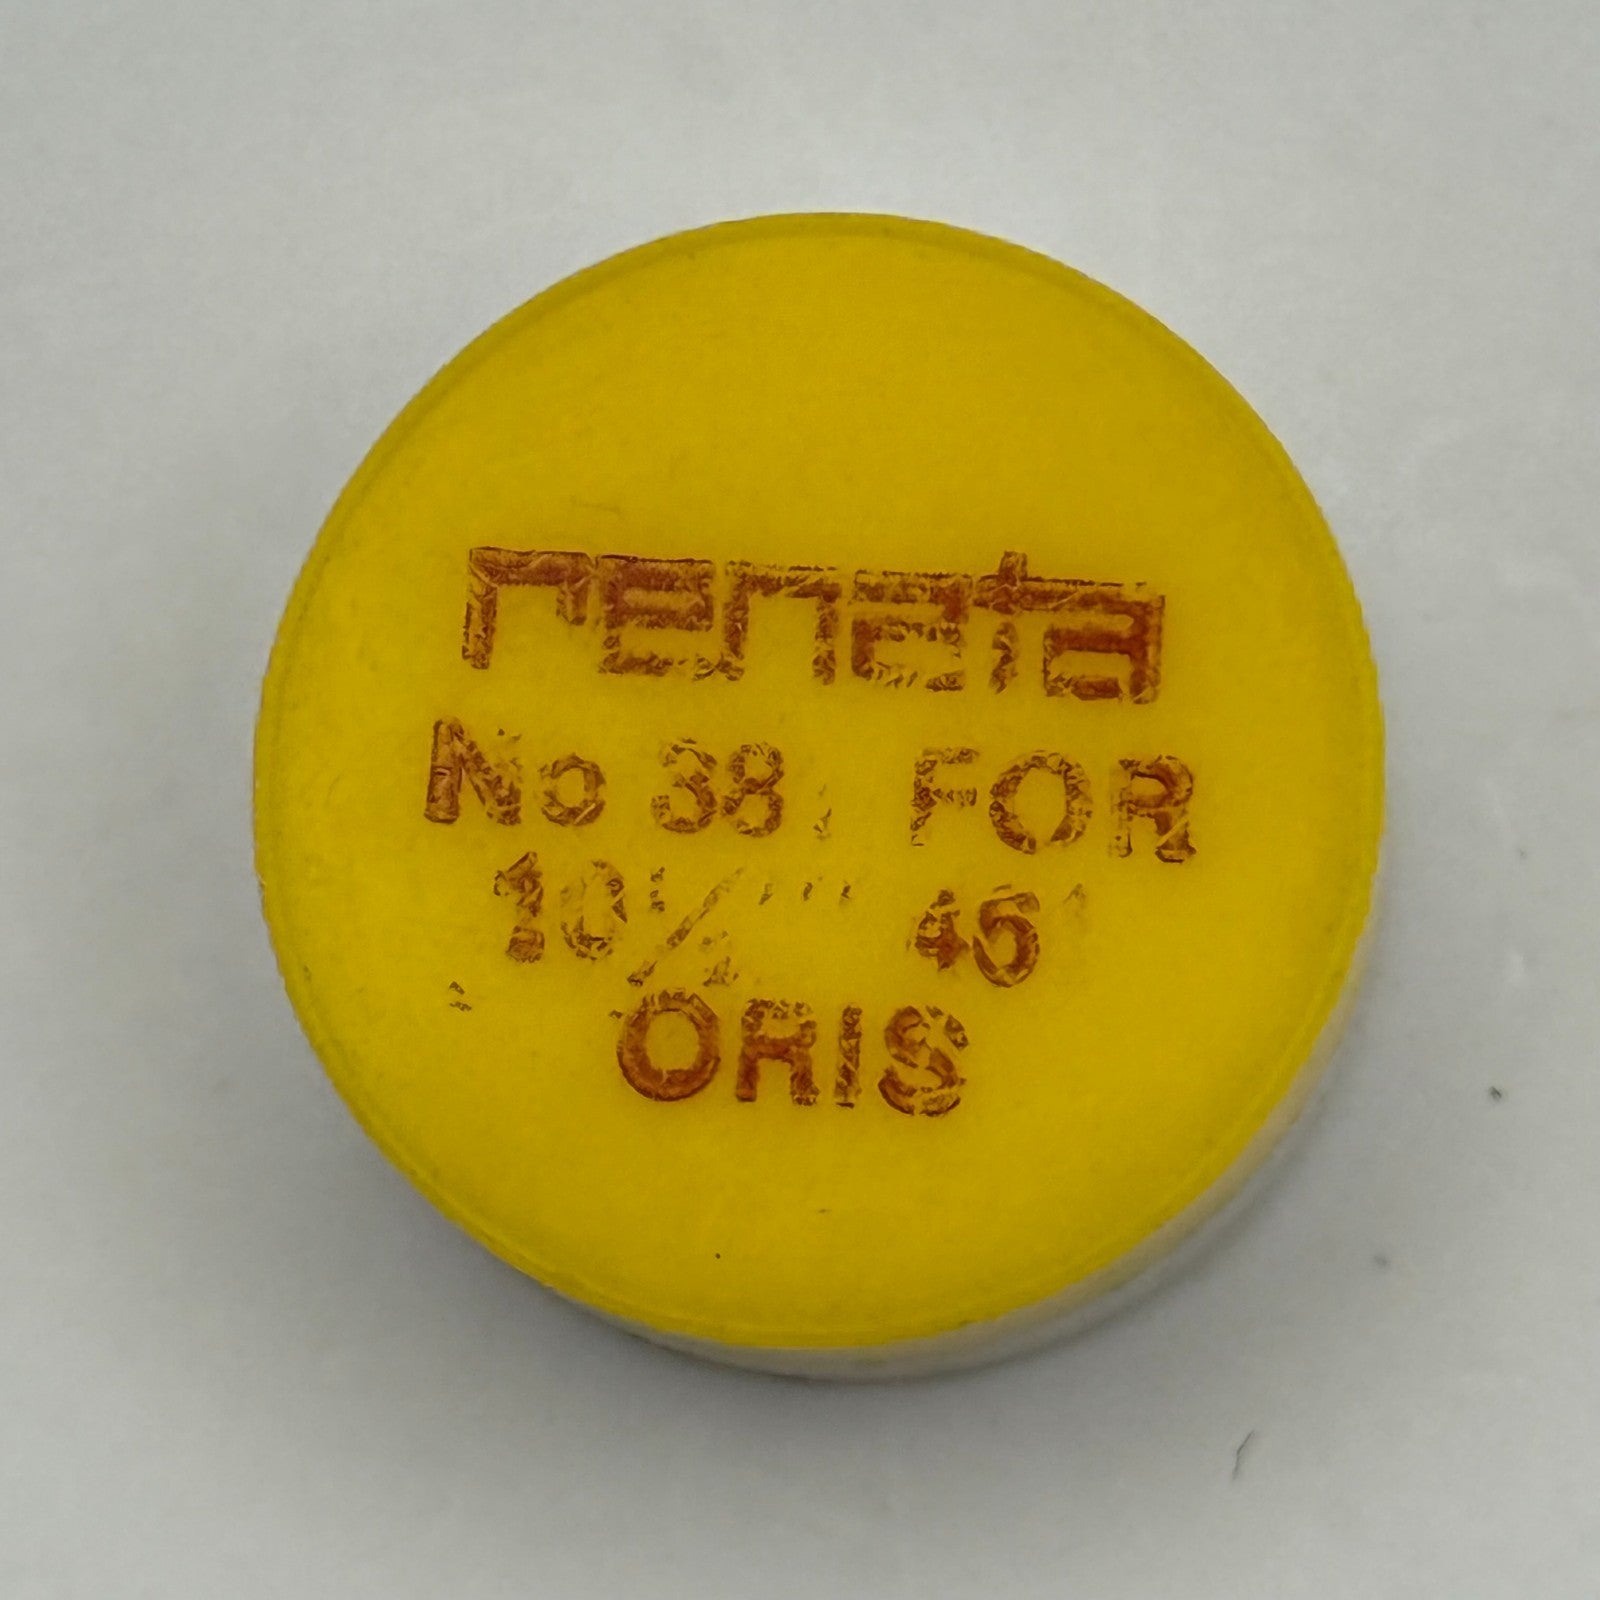 renata
No 38 FOR
10½''' 46
ORIS